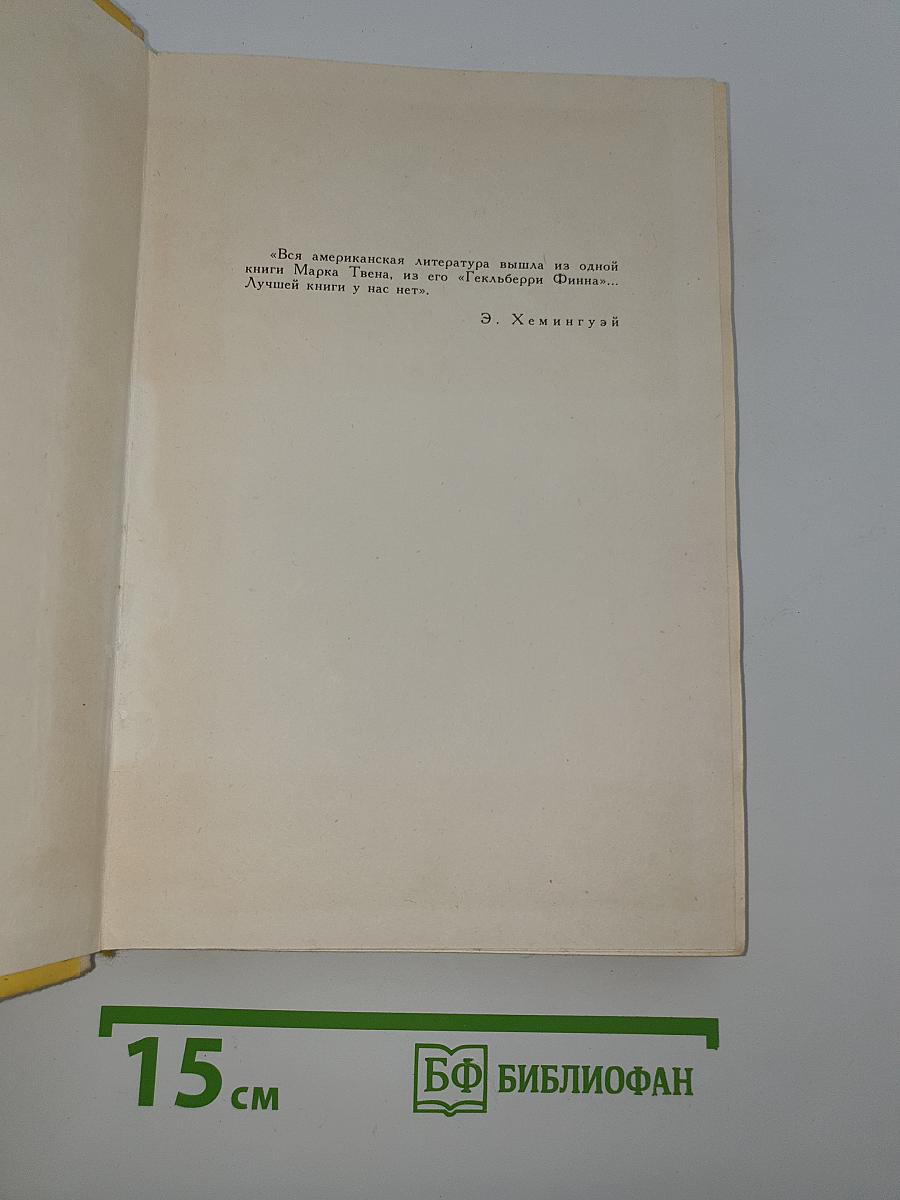 «Вся американская литература вышла из одной
книги Марка Твена, из его «Гекльберри Финна»...
Лучшей книги у нас нет».
Э. Хемингуэй
15 см
БФ БИБЛИОФАН